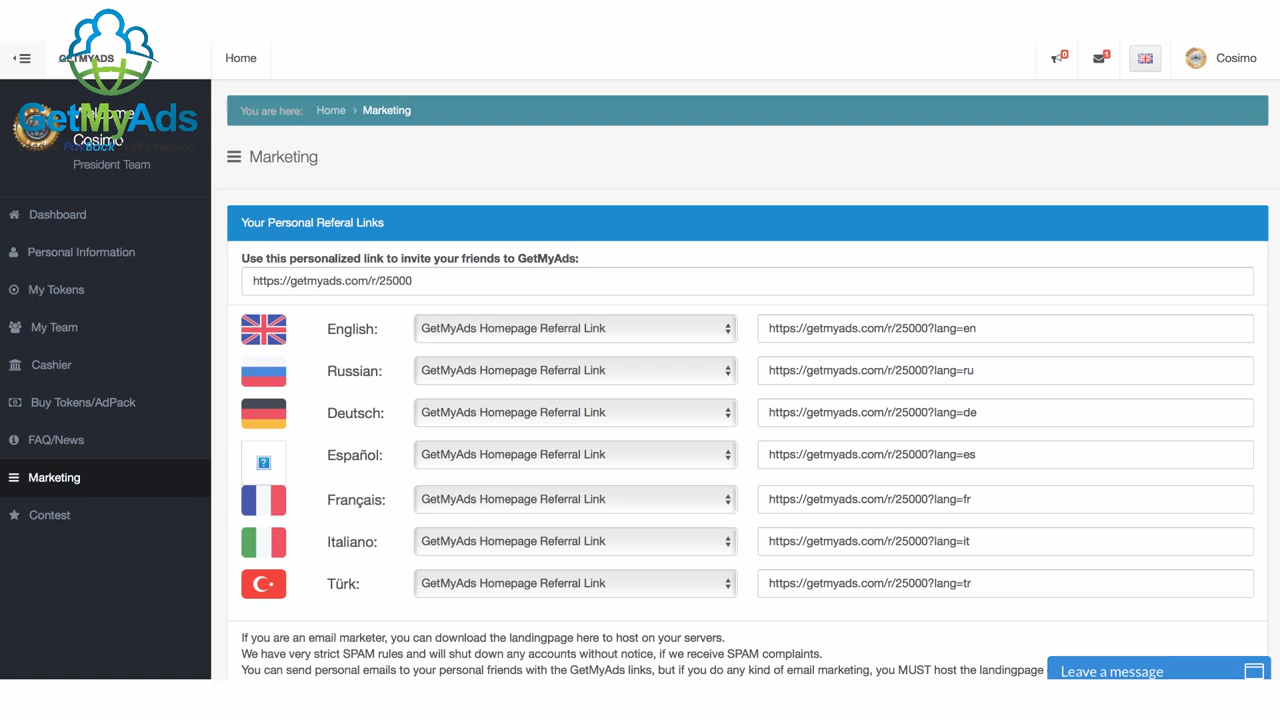 GETMYADS
Home
0
1
Cosimo
GetMyAds
PayBack
Welcome
Cosimo
President Team
You are here: Home > Marketing
Marketing
Dashboard
Personal Information
My Tokens
My Team
Cashier
Buy Tokens/AdPack
FAQ/News
Marketing
Contest
Your Personal Referal Links
Use this personalized link to invite your friends to GetMyAds:
https://getmyads.com/r/25000
English: GetMyAds Homepage Referral Link https://getmyads.com/r/25000?lang=en
Russian: GetMyAds Homepage Referral Link https://getmyads.com/r/25000?lang=ru
Deutsch: GetMyAds Homepage Referral Link https://getmyads.com/r/25000?lang=de
Español: GetMyAds Homepage Referral Link https://getmyads.com/r/25000?lang=es
Français: GetMyAds Homepage Referral Link https://getmyads.com/r/25000?lang=fr
Italiano: GetMyAds Homepage Referral Link https://getmyads.com/r/25000?lang=it
Türk: GetMyAds Homepage Referral Link https://getmyads.com/r/25000?lang=tr
If you are an email marketer, you can download the landingpage here to host on your servers.
We have very strict SPAM rules and will shut down any accounts without notice, if we receive SPAM complaints.
You can send personal emails to your personal friends with the GetMyAds links, but if you do any kind of email marketing, you MUST host the landingpage
Leave a message